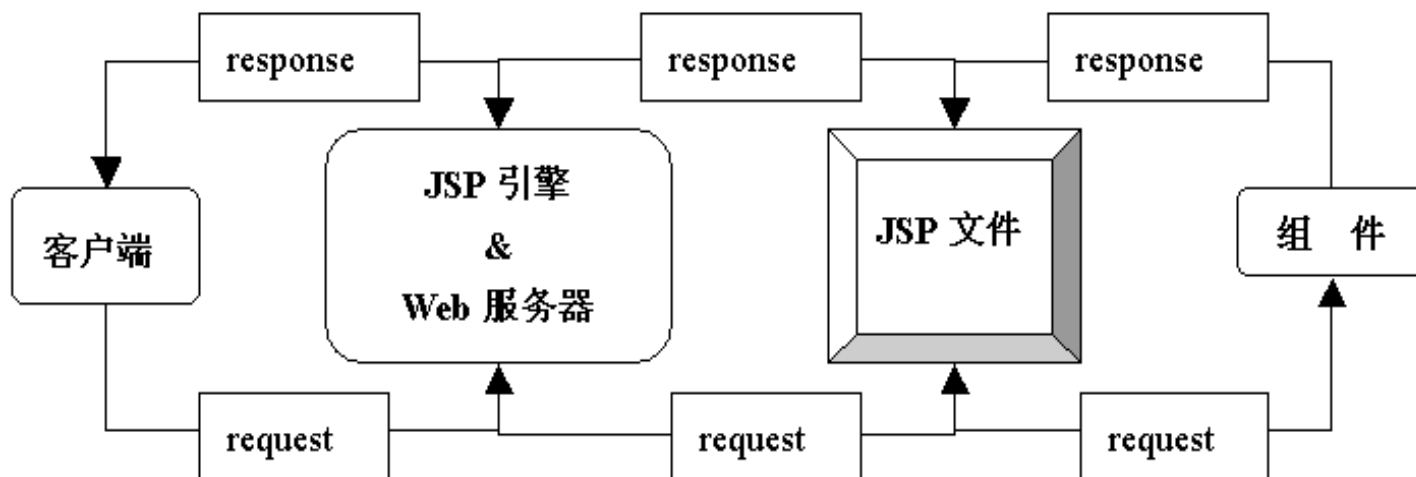 response
response
response
JSP 引擎
&
Web 服务器
JSP 文件
客户端
组 件
request
request
request